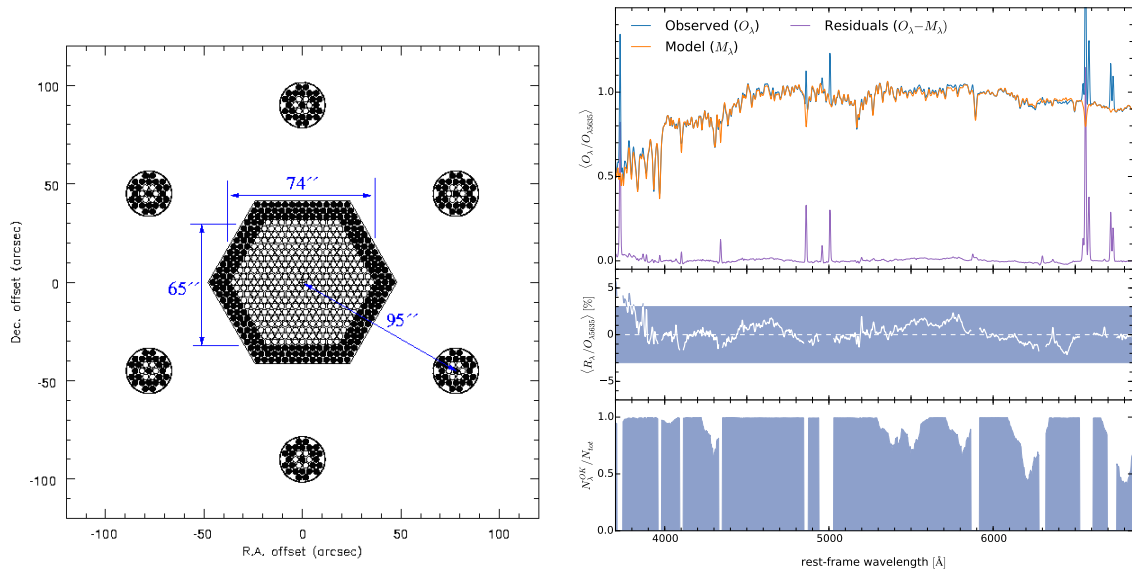 100
50
0
-50
-100
-100
-50
0
50
100
Dec. offset (arcsec)
R.A. offset (arcsec)
74´´
65´´
95´´
Observed (O_λ)
Model (M_λ)
Residuals (O_λ−M_λ)
1.0
0.5
0.0
⟨O_λ/O_λ5635⟩
5
0
−5
⟨R_λ/O_λ5635⟩ [%]
1.0
0.5
0.0
N_λ^OK/N_tot
4000
5000
6000
rest-frame wavelength [Å]